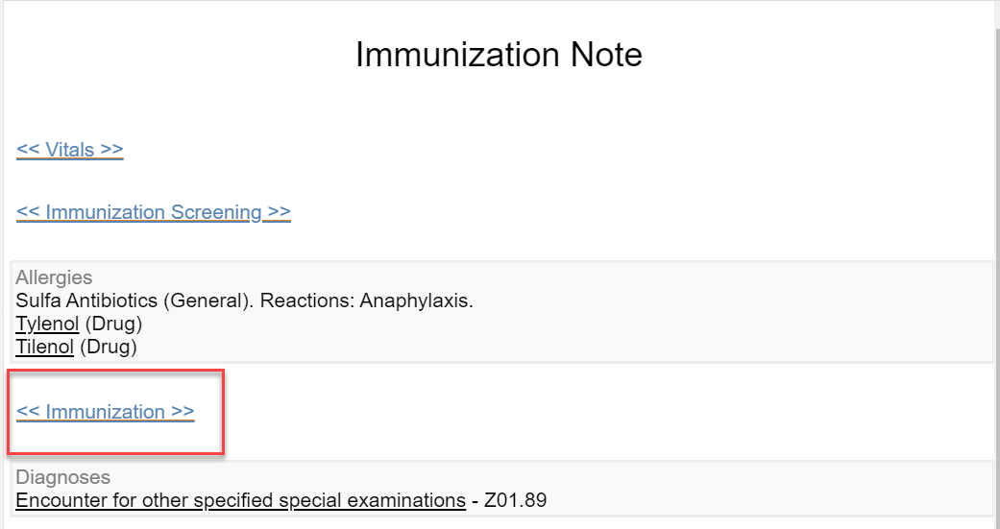 Immunization Note
<< Vitals >>
<< Immunization Screening >>
Allergies
Sulfa Antibiotics (General). Reactions: Anaphylaxis.
Tylenol (Drug)
Tilenol (Drug)
<< Immunization >>
Diagnoses
Encounter for other specified special examinations - Z01.89